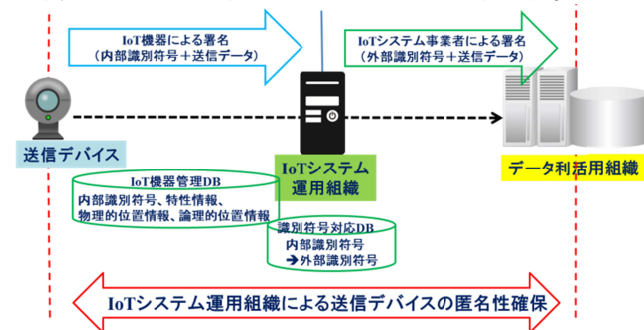 IoT機器による署名
(内部識別符号+送信データ)
IoTシステム事業者による署名
(外部識別符号+送信データ)
送信デバイス
IoTシステム
運用組織
データ利活用組織
IoT機器管理DB
内部識別符号、特性情報、
物理的位置情報、論理的位置情報
識別符号対応DB
内部識別符号
➔外部識別符号
IoTシステム運用組織による送信デバイスの匿名性確保